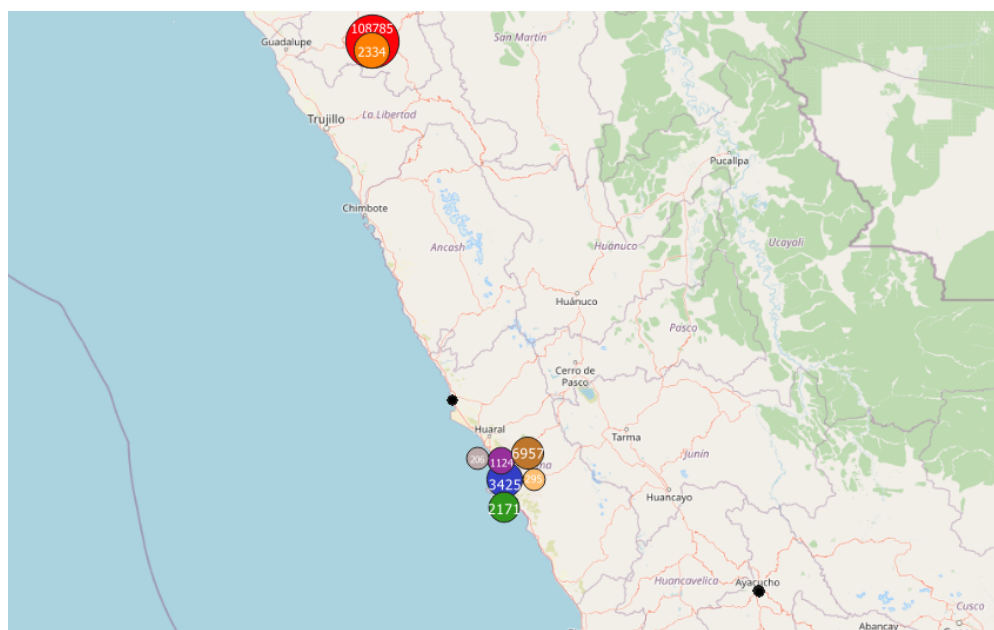 108785
San Martín
Guadalupe
2334
La Libertad
Trujillo
Pucallpa
Chimbote
Ancash
Huánuco
Ucayali
Huánuco
Pasco
Cerro de
Pasco
Huaral
Tarma
206
1124
6957
Junín
3425
295
Huancayo
2171
Huancavelica
Ayacucho
Cusco
Abancay